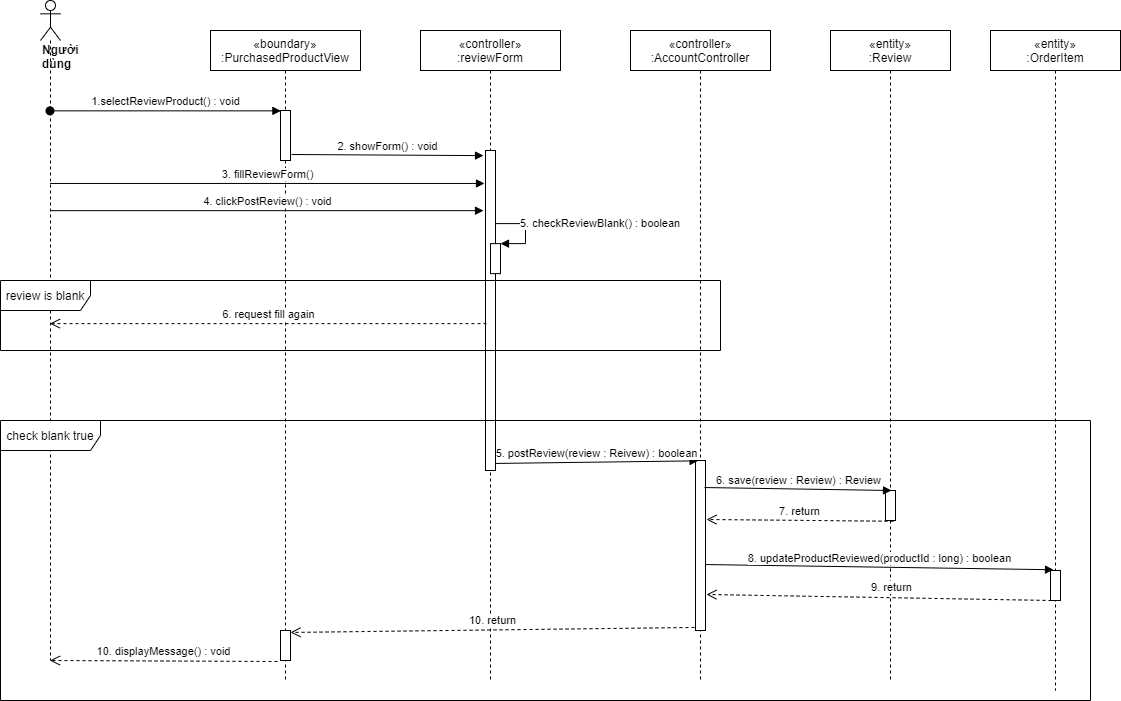 Người
dùng
«boundary»
:PurchasedProductView
«controller»
:reviewForm
«controller»
:AccountController
«entity»
:Review
«entity»
:OrderItem
1.selectReviewProduct() : void
2. showForm() : void
3. fillReviewForm()
4. clickPostReview() : void
5. checkReviewBlank() : boolean
review is blank
6. request fill again
check blank true
5. postReview(review : Reivew) : boolean
6. save(review : Review) : Review
7. return
8. updateProductReviewed(productId : long) : boolean
9. return
10. return
10. displayMessage() : void